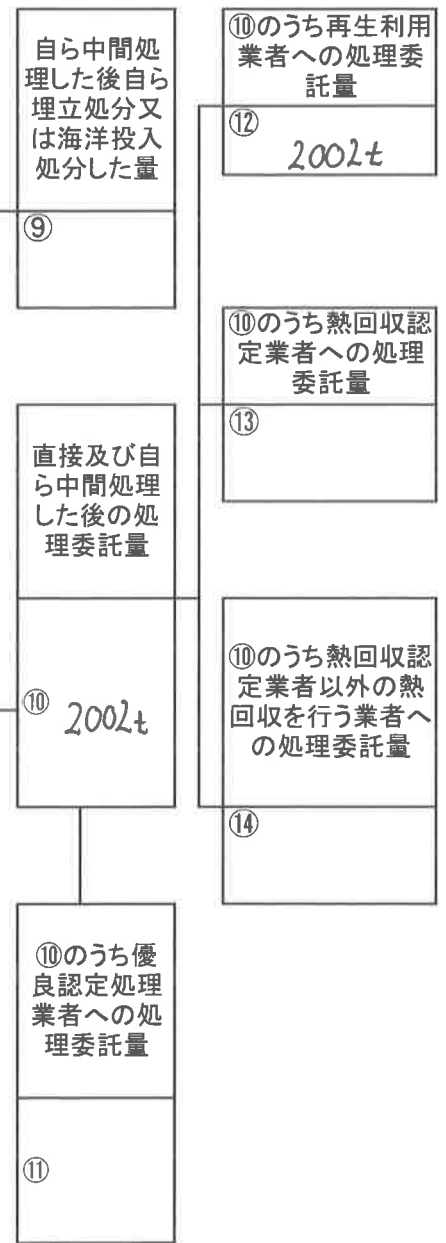 自ら中間処
理した後自ら
埋立処分又
は海洋投入
処分した量
⑨
⑩のうち再生利用
業者への処理委
託量
⑫
2002t
⑩のうち熱回収認
定業者への処理
委託量
⑬
直接及び自
ら中間処理
した後の処
理委託量
⑩ 2002t
⑩のうち熱回収認
定業者以外の熱
回収を行う業者へ
の処理委託量
⑭
⑩のうち優
良認定処理
業者への処
理委託量
⑪